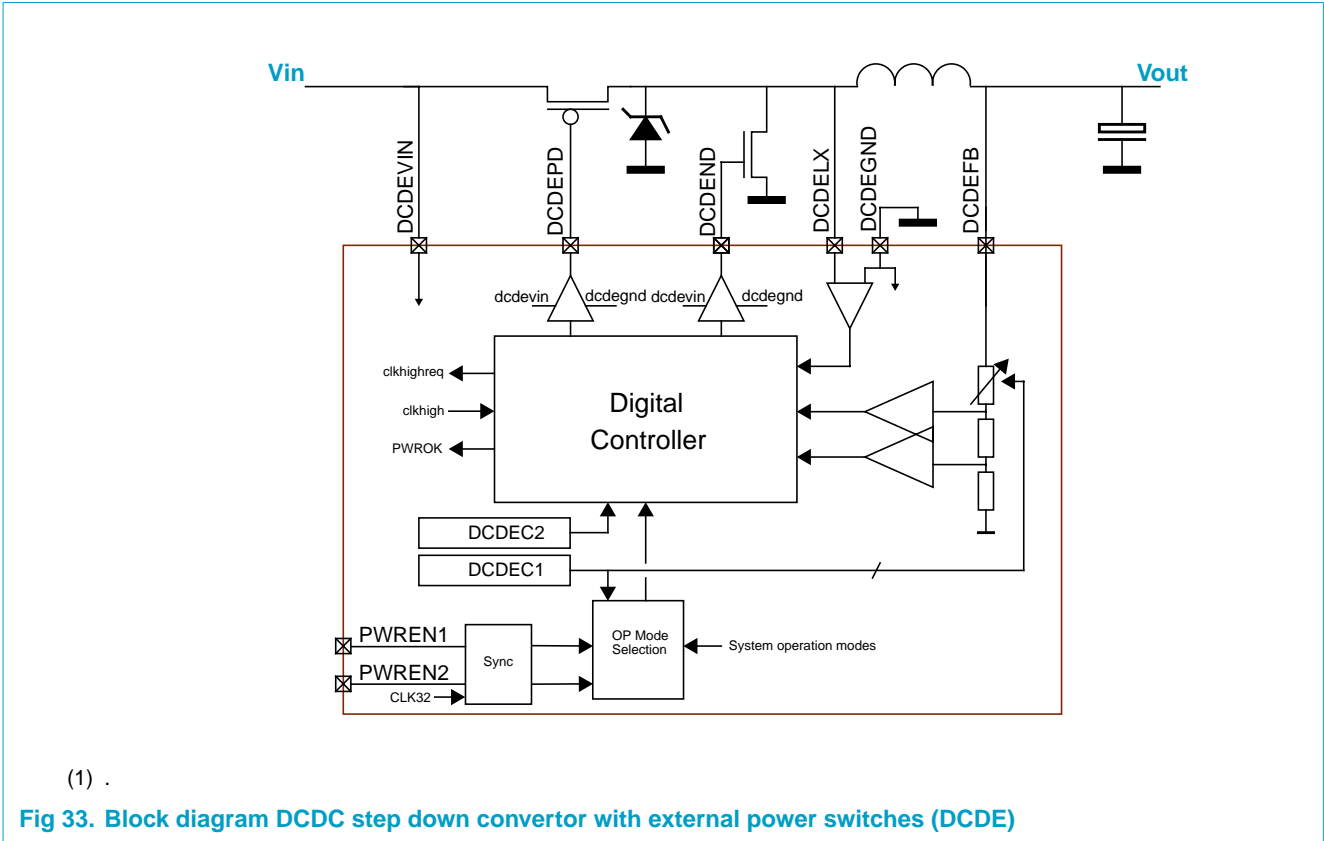 Vin
Vout
DCDEVIN
DCDEPD
DCDEND
DCDELX
DCDEGND
DCDEFB
dcdevin
dcdegnd
dcdevin
dcdegnd
clkhighreq
clkhigh
PWROK
Digital
Controller
DCDEC2
DCDEC1
PWREN1
PWREN2
CLK32
Sync
OP Mode
Selection
System operation modes
(1) .
Fig 33. Block diagram DCDC step down convertor with external power switches (DCDE)